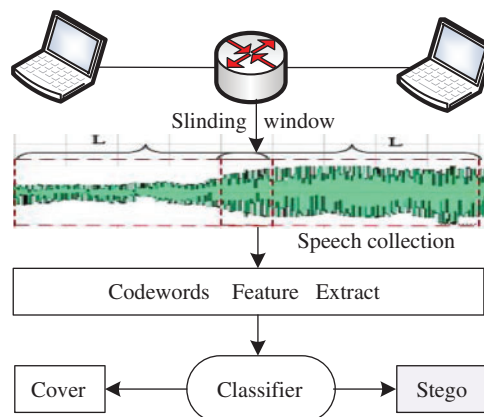 Slinding window
L L
Speech collection
Codewords Feature Extract
Cover Classifier Stego